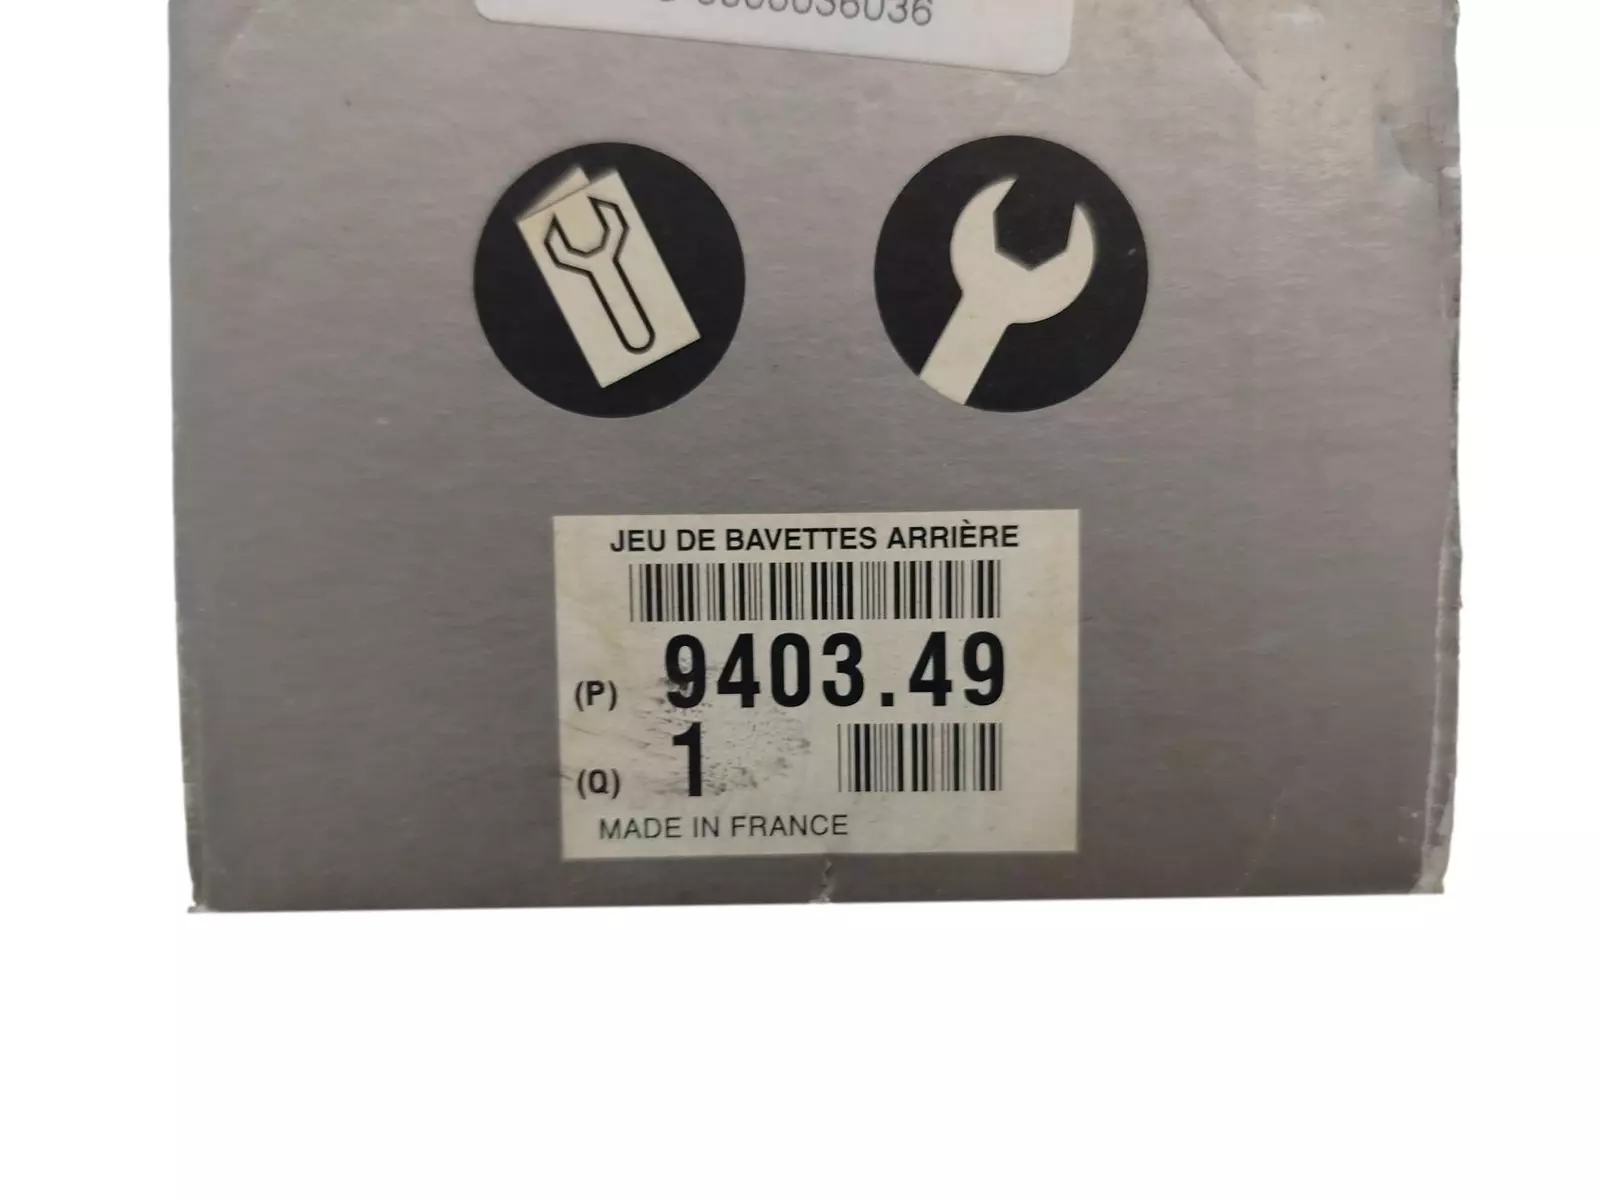 JEU DE BAVETTES ARRIÈRE
(P) 9403.49
(Q) 1
MADE IN FRANCE